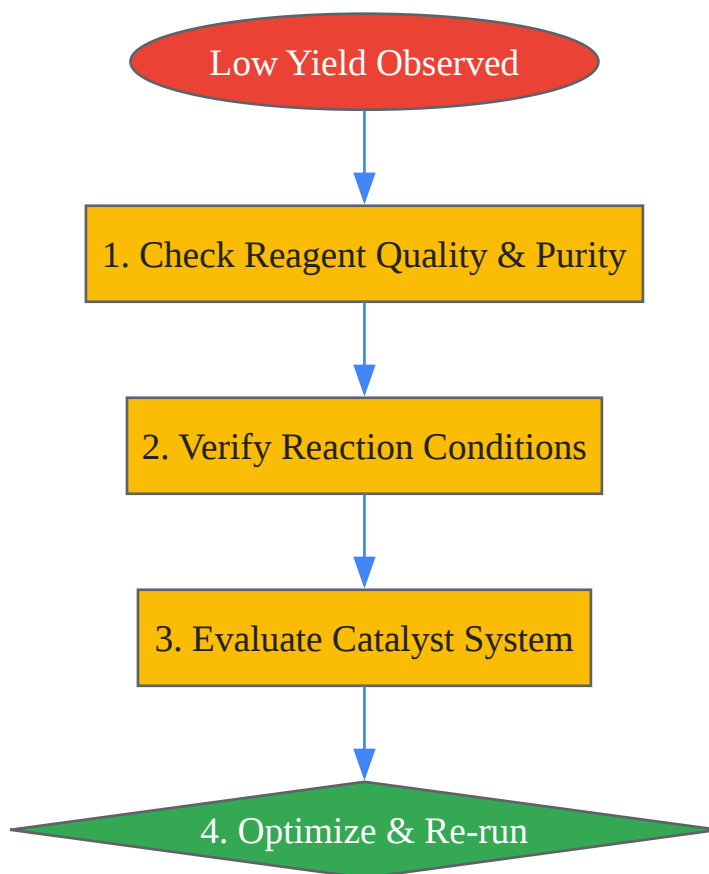 Low Yield Observed
1. Check Reagent Quality & Purity
2. Verify Reaction Conditions
3. Evaluate Catalyst System
4. Optimize & Re-run